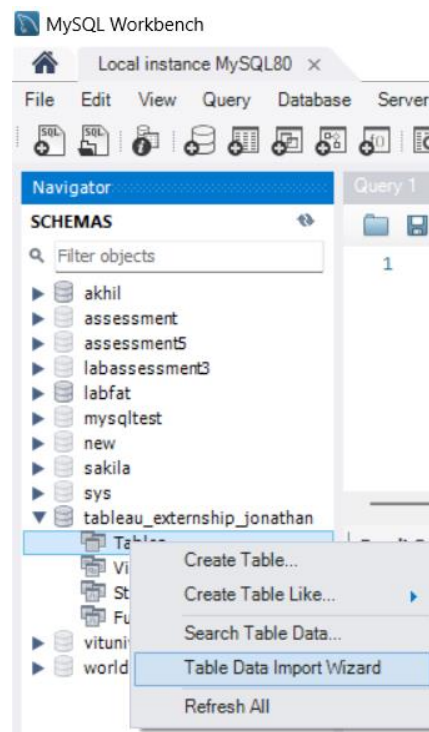 MySQL Workbench
Local instance MySQL80 ×
File Edit View Query Database Server
Navigator
Query 1
SCHEMAS
Filter objects
1
akhil
assessment
assessment5
labassessment3
labfat
mysqltest
new
sakila
sys
tableau_externship_jonathan
Create Table...
Create Table Like...
Search Table Data...
Table Data Import Wizard
world
Refresh All